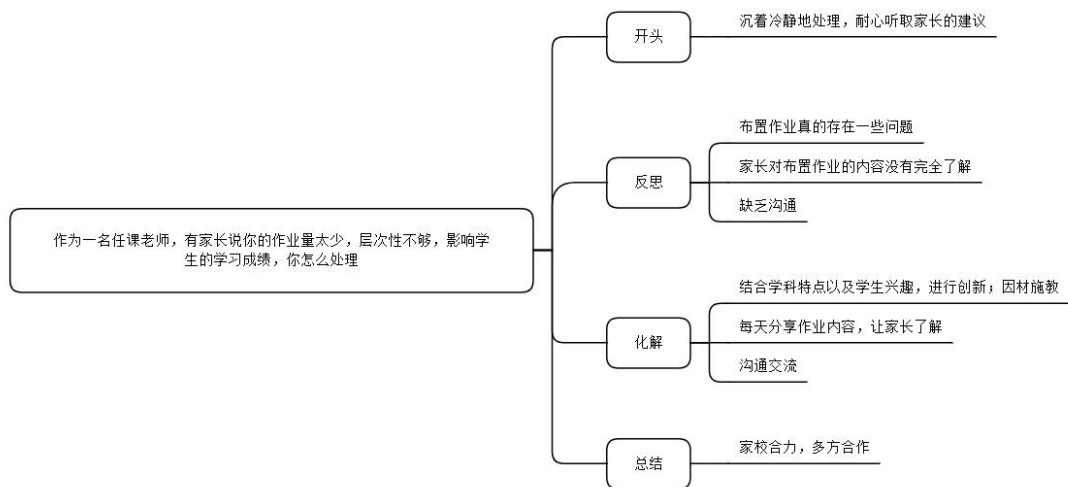 作为一名任课老师，有家长说你的作业量太少，层次性不够，影响学
生的学习成绩，你怎么处理
开头
沉着冷静地处理，耐心听取家长的建议
反思
布置作业真的存在一些问题
家长对布置作业的内容没有完全了解
缺乏沟通
化解
结合学科特点以及学生兴趣，进行创新；因材施教
每天分享作业内容，让家长了解
沟通交流
总结
家校合力，多方合作